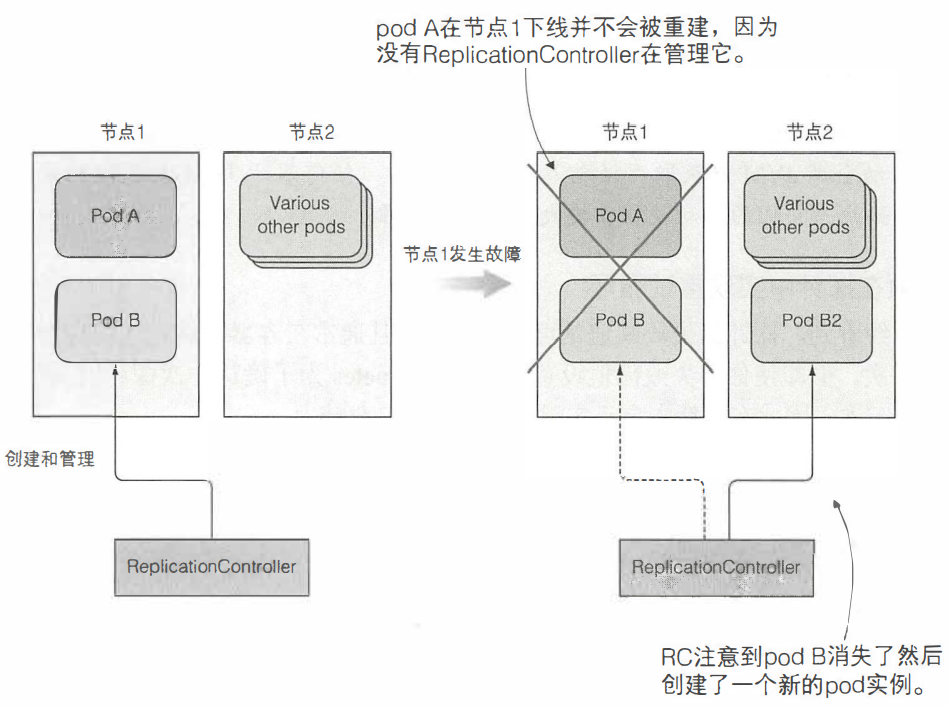 pod A在节点1下线并不会被重建，因为
没有ReplicationController在管理它。
节点1
节点2
节点1
节点2
Pod A
Various
other pods
Pod A
Various
other pods
节点1发生故障
Pod B
Pod B
Pod B2
创建和管理
ReplicationController
ReplicationController
RC注意到pod B消失了然后
创建了一个新的pod实例。